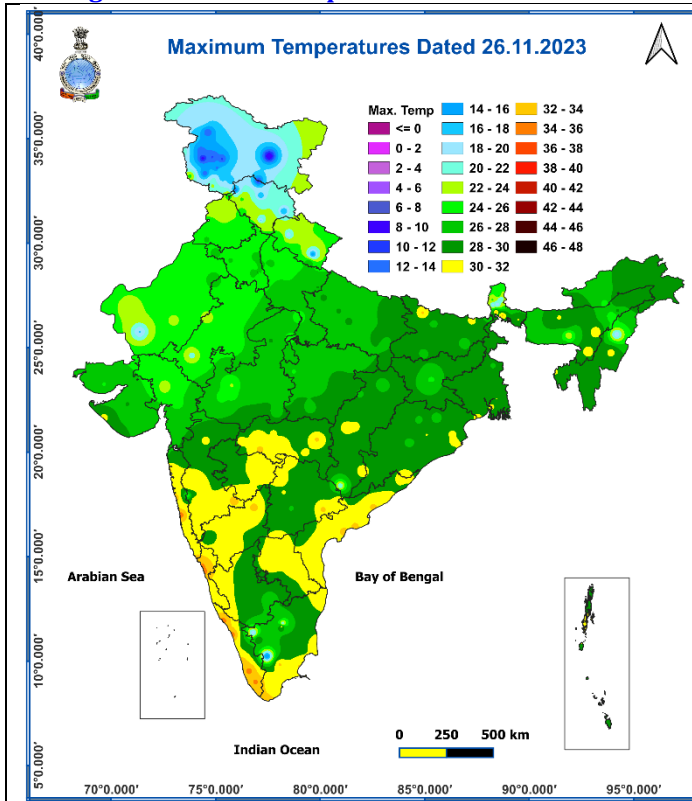 Maximum Temperatures Dated 26.11.2023
40°0.000'
35°0.000'
30°0.000'
25°0.000'
20°0.000'
15°0.000'
10°0.000'
5°0.000'
Max. Temp
<= 0
0 - 2
2 - 4
4 - 6
6 - 8
8 - 10
10 - 12
12 - 14
14 - 16
16 - 18
18 - 20
20 - 22
22 - 24
24 - 26
26 - 28
28 - 30
30 - 32
32 - 34
34 - 36
36 - 38
38 - 40
40 - 42
42 - 44
44 - 46
46 - 48
Arabian Sea
Bay of Bengal
Indian Ocean
0 250 500 km
70°0.000' 75°0.000' 80°0.000' 85°0.000' 90°0.000' 95°0.000'